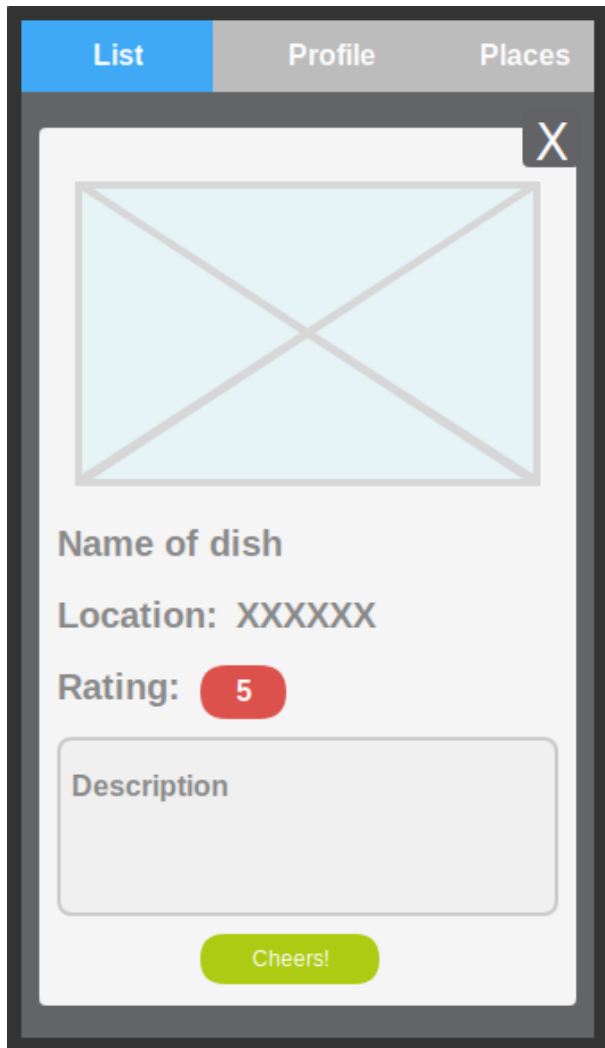 List Profile Places
X
Name of dish
Location: XXXXXX
Rating: 5
Description
Cheers!